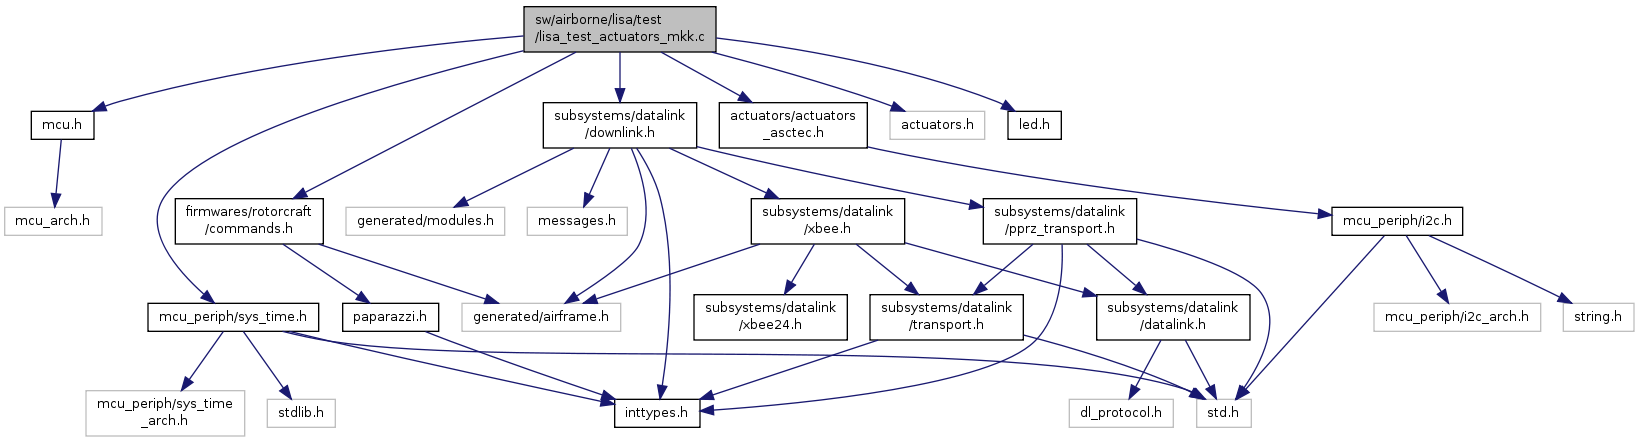 sw/airborne/lisa/test
/lisa_test_actuators_mkk.c
mcu.h
subsystems/datalink
/downlink.h
actuators/actuators
_asctec.h
actuators.h
led.h
mcu_arch.h
firmwares/rotorcraft
/commands.h
generated/modules.h
messages.h
subsystems/datalink
/xbee.h
subsystems/datalink
/pprz_transport.h
mcu_periph/i2c.h
mcu_periph/sys_time.h
paparazzi.h
generated/airframe.h
subsystems/datalink
/xbee24.h
subsystems/datalink
/transport.h
subsystems/datalink
/datalink.h
mcu_periph/i2c_arch.h
string.h
mcu_periph/sys_time
_arch.h
stdlib.h
inttypes.h
dl_protocol.h
std.h